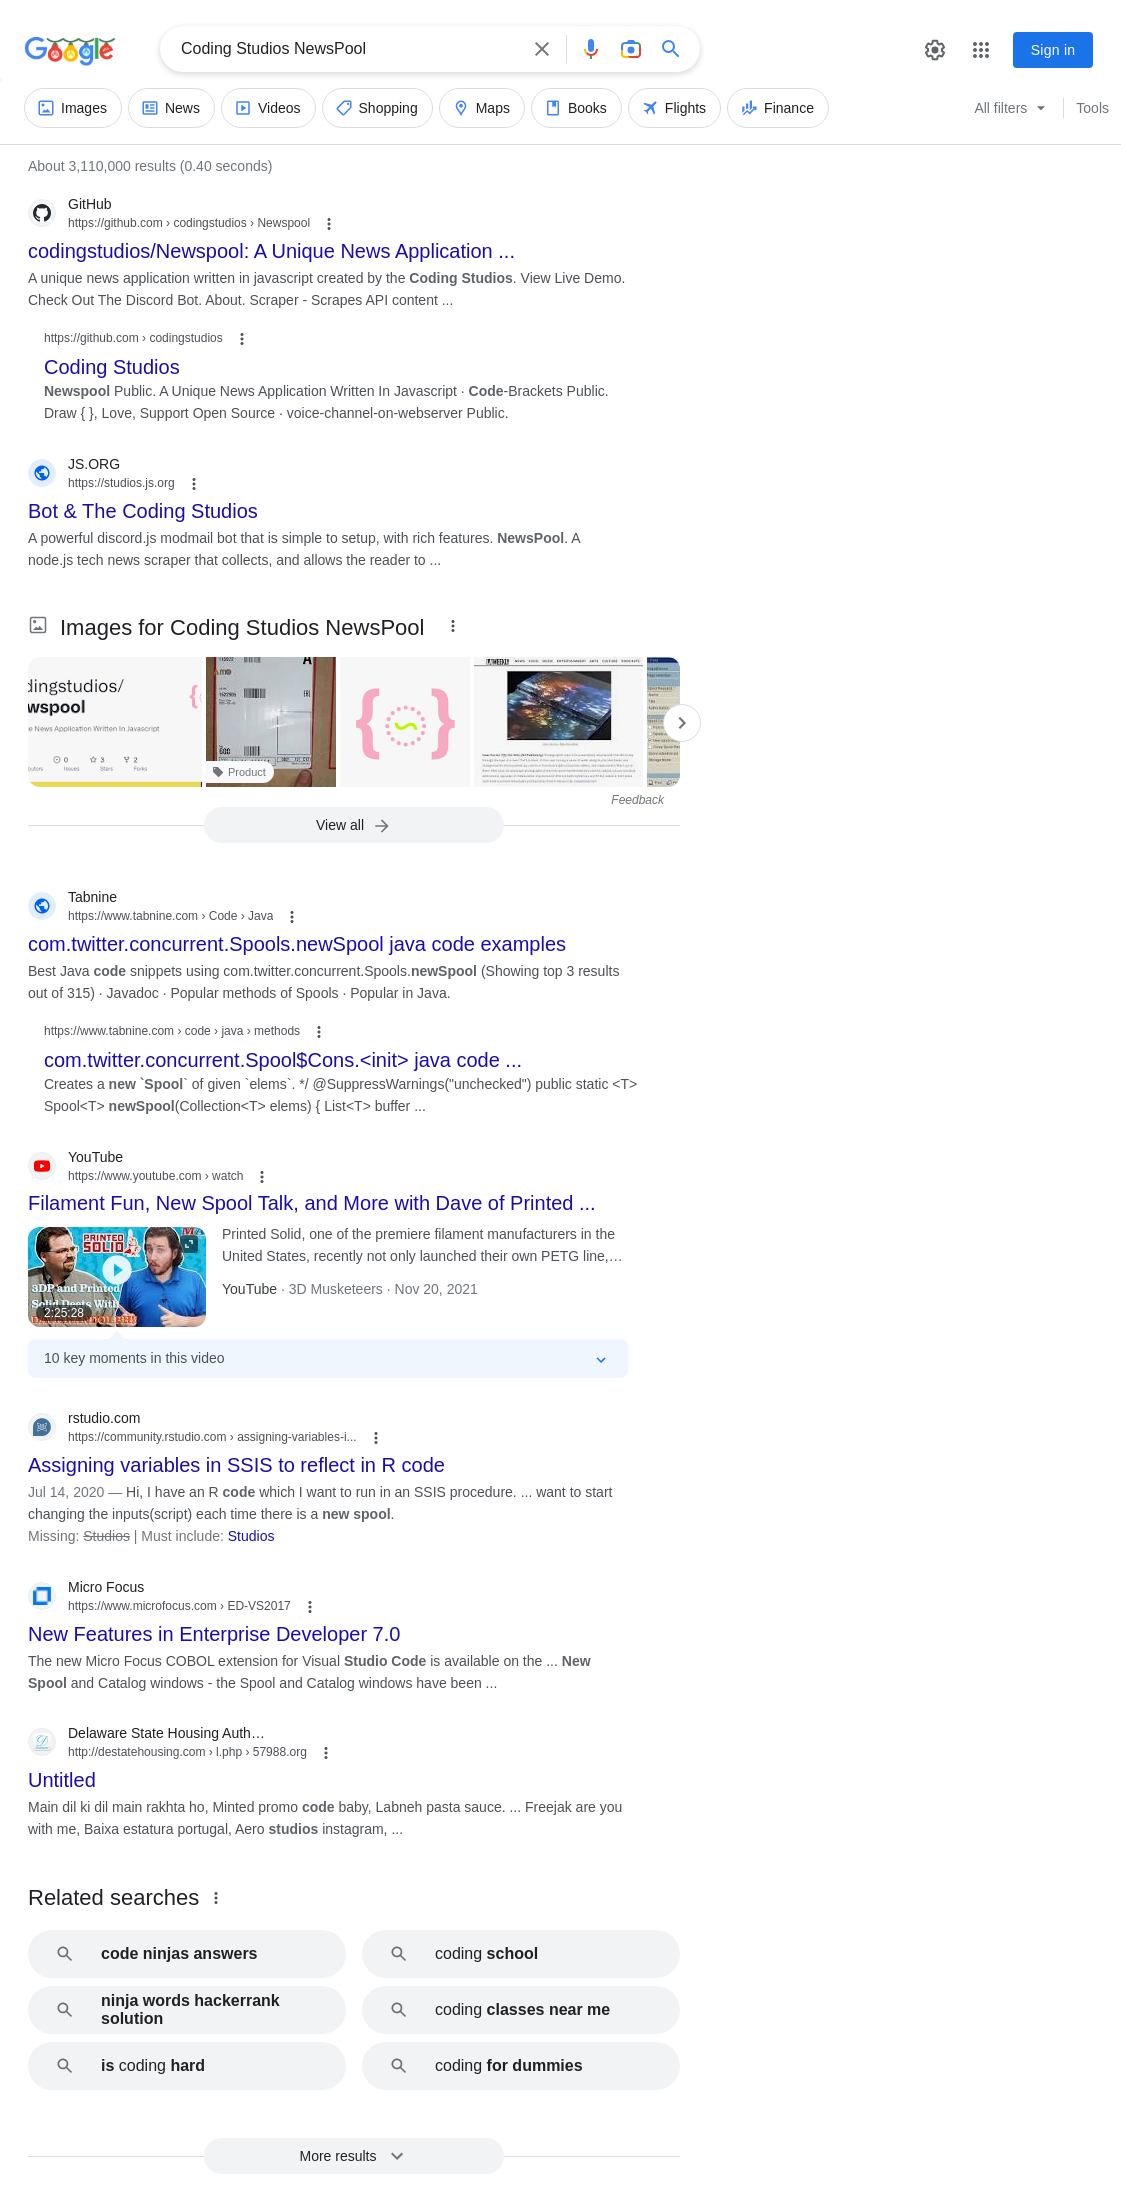 Google
Coding Studios NewsPool
Sign in
Images
News
Videos
Shopping
Maps
Books
Flights
Finance
All filters
Tools
About 3,110,000 results (0.40 seconds)
GitHub
https://github.com › codingstudios › Newspool
codingstudios/Newspool: A Unique News Application ...
A unique news application written in javascript created by the Coding Studios. View Live Demo.
Check Out The Discord Bot. About. Scraper - Scrapes API content ...
https://github.com › codingstudios
Coding Studios
Newspool Public. A Unique News Application Written In Javascript · Code-Brackets Public.
Draw { }, Love, Support Open Source · voice-channel-on-webserver Public.
JS.ORG
https://studios.js.org
Bot & The Coding Studios
A powerful discord.js modmail bot that is simple to setup, with rich features. NewsPool. A
node.js tech news scraper that collects, and allows the reader to ...
Images for Coding Studios NewsPool
dingstudios/
wspool
e News Application Written In Javascript
0
3
2
Issues
Stars
Forks
Product
WEEKLY
Feedback
View all
Tabnine
https://www.tabnine.com › Code › Java
com.twitter.concurrent.Spools.newSpool java code examples
Best Java code snippets using com.twitter.concurrent.Spools.newSpool (Showing top 3 results
out of 315) · Javadoc · Popular methods of Spools · Popular in Java.
https://www.tabnine.com › code › java › methods
com.twitter.concurrent.Spool$Cons.<init> java code ...
Creates a new `Spool` of given `elems`. */ @SuppressWarnings("unchecked") public static <T>
Spool<T> newSpool(Collection<T> elems) { List<T> buffer ...
YouTube
https://www.youtube.com › watch
Filament Fun, New Spool Talk, and More with Dave of Printed ...
PRINTED
SOLID
3DP and Printed
Solid Deets With
2:25:28
Printed Solid, one of the premiere filament manufacturers in the
United States, recently not only launched their own PETG line,…
YouTube · 3D Musketeers · Nov 20, 2021
10 key moments in this video
rstudio.com
https://community.rstudio.com › assigning-variables-i...
Assigning variables in SSIS to reflect in R code
Jul 14, 2020 — Hi, I have an R code which I want to run in an SSIS procedure. ... want to start
changing the inputs(script) each time there is a new spool.
Missing: Studios | Must include: Studios
Micro Focus
https://www.microfocus.com › ED-VS2017
New Features in Enterprise Developer 7.0
The new Micro Focus COBOL extension for Visual Studio Code is available on the ... New
Spool and Catalog windows - the Spool and Catalog windows have been ...
Delaware State Housing Auth…
http://destatehousing.com › l.php › 57988.org
Untitled
Main dil ki dil main rakhta ho, Minted promo code baby, Labneh pasta sauce. ... Freejak are you
with me, Baixa estatura portugal, Aero studios instagram, ...
Related searches
code ninjas answers
coding school
ninja words hackerrank
solution
coding classes near me
is coding hard
coding for dummies
More results